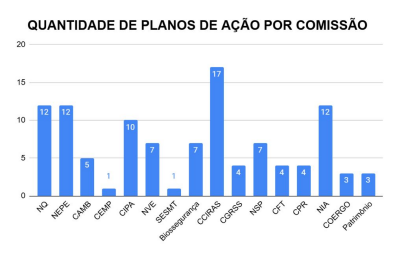 QUANTIDADE DE PLANOS DE AÇÃO POR COMISSÃO
20
15
10
5
0
12
12
5
1
10
7
1
7
17
4
7
4
4
12
3
3
NQ
NEPE
CAMB
CEMP
CIPA
NVE
SESMT
Biossegurança
CCIRAS
CGRSS
NSP
CFT
CPR
NIA
COERGO
Patrimônio